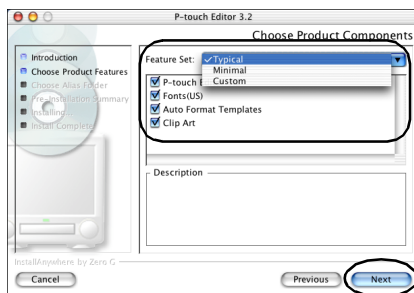 P-touch Editor 3.2
Choose Product Components
Introduction
Choose Product Features
Choose Alias Folder
Pre-Installation Summary
Installing...
Install Complete
Feature Set:
Typical
Minimal
Custom
P-touch
Fonts(US)
Auto Format Templates
Clip Art
Description
InstallAnywhere by Zero G
Cancel
Previous
Next